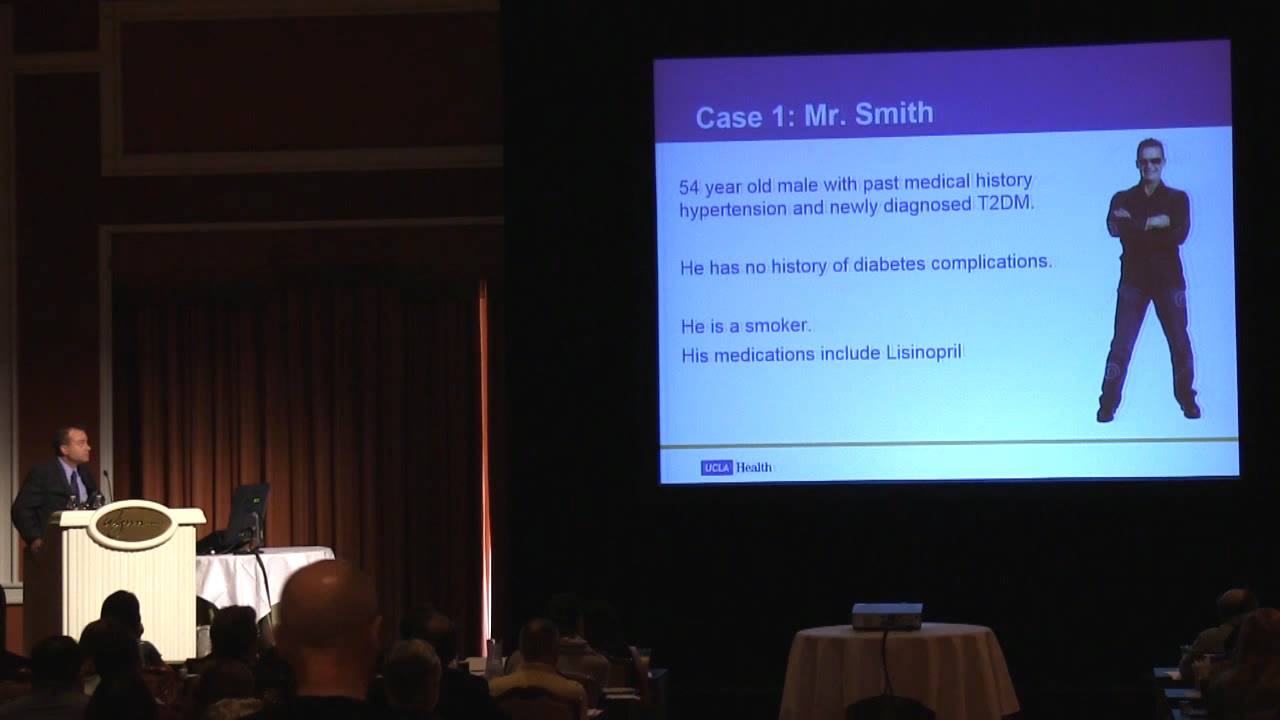 Case 1: Mr. Smith
54 year old male with past medical history
hypertension and newly diagnosed T2DM.
He has no history of diabetes complications.
He is a smoker.
His medications include Lisinopril
UCLA Health
Wynn